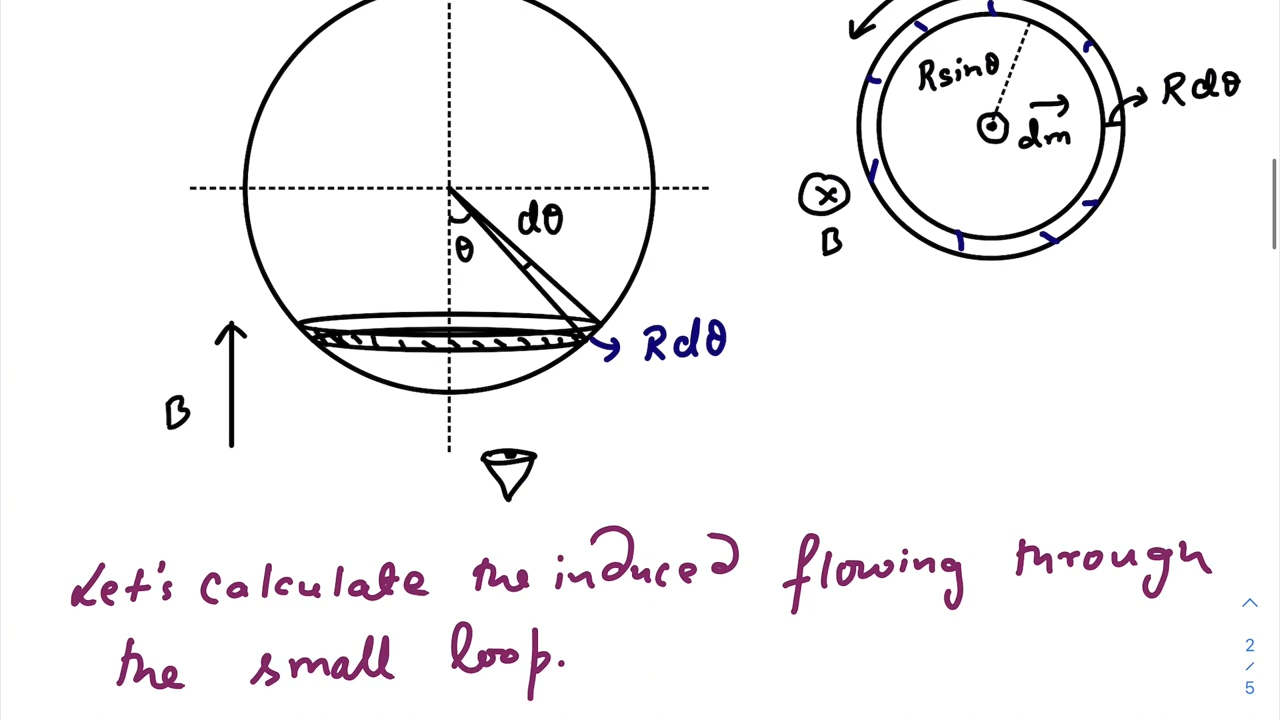 Rsinθ
dm
Rdθ
B
dθ
θ
Rdθ
B
Let's calculate the induced flowing through
the small loop.
2
/
5